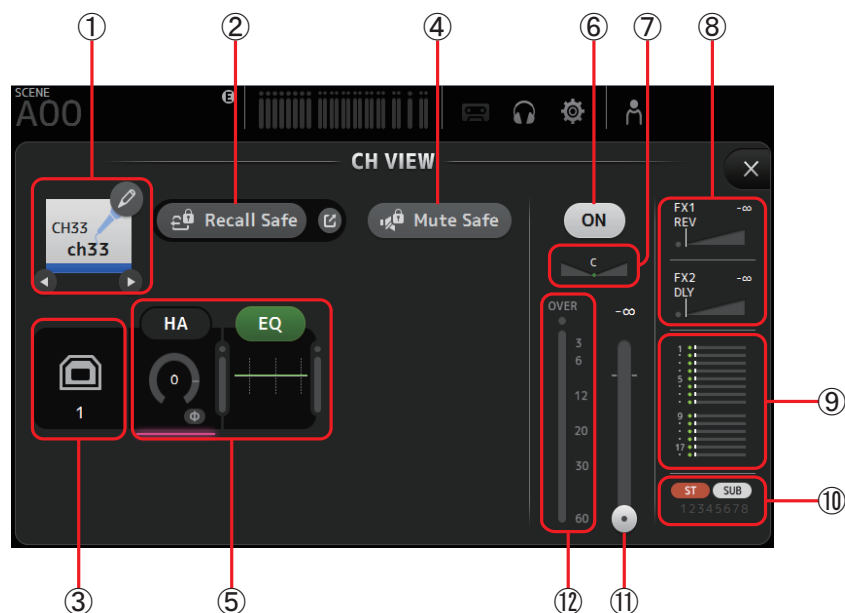 ① ② ④ ⑥ ⑦ ⑧
SCENE
A00
E
CH VIEW
CH33
ch33
Recall Safe
Mute Safe
ON
C
FX1 -∞
REV
FX2 -∞
DLY
HA
EQ
0
Φ
1
OVER
-∞
3
6
12
20
30
60
1
5
9
17
ST SUB
12345678
⑨
⑩
③ ⑤ ⑫ ⑪